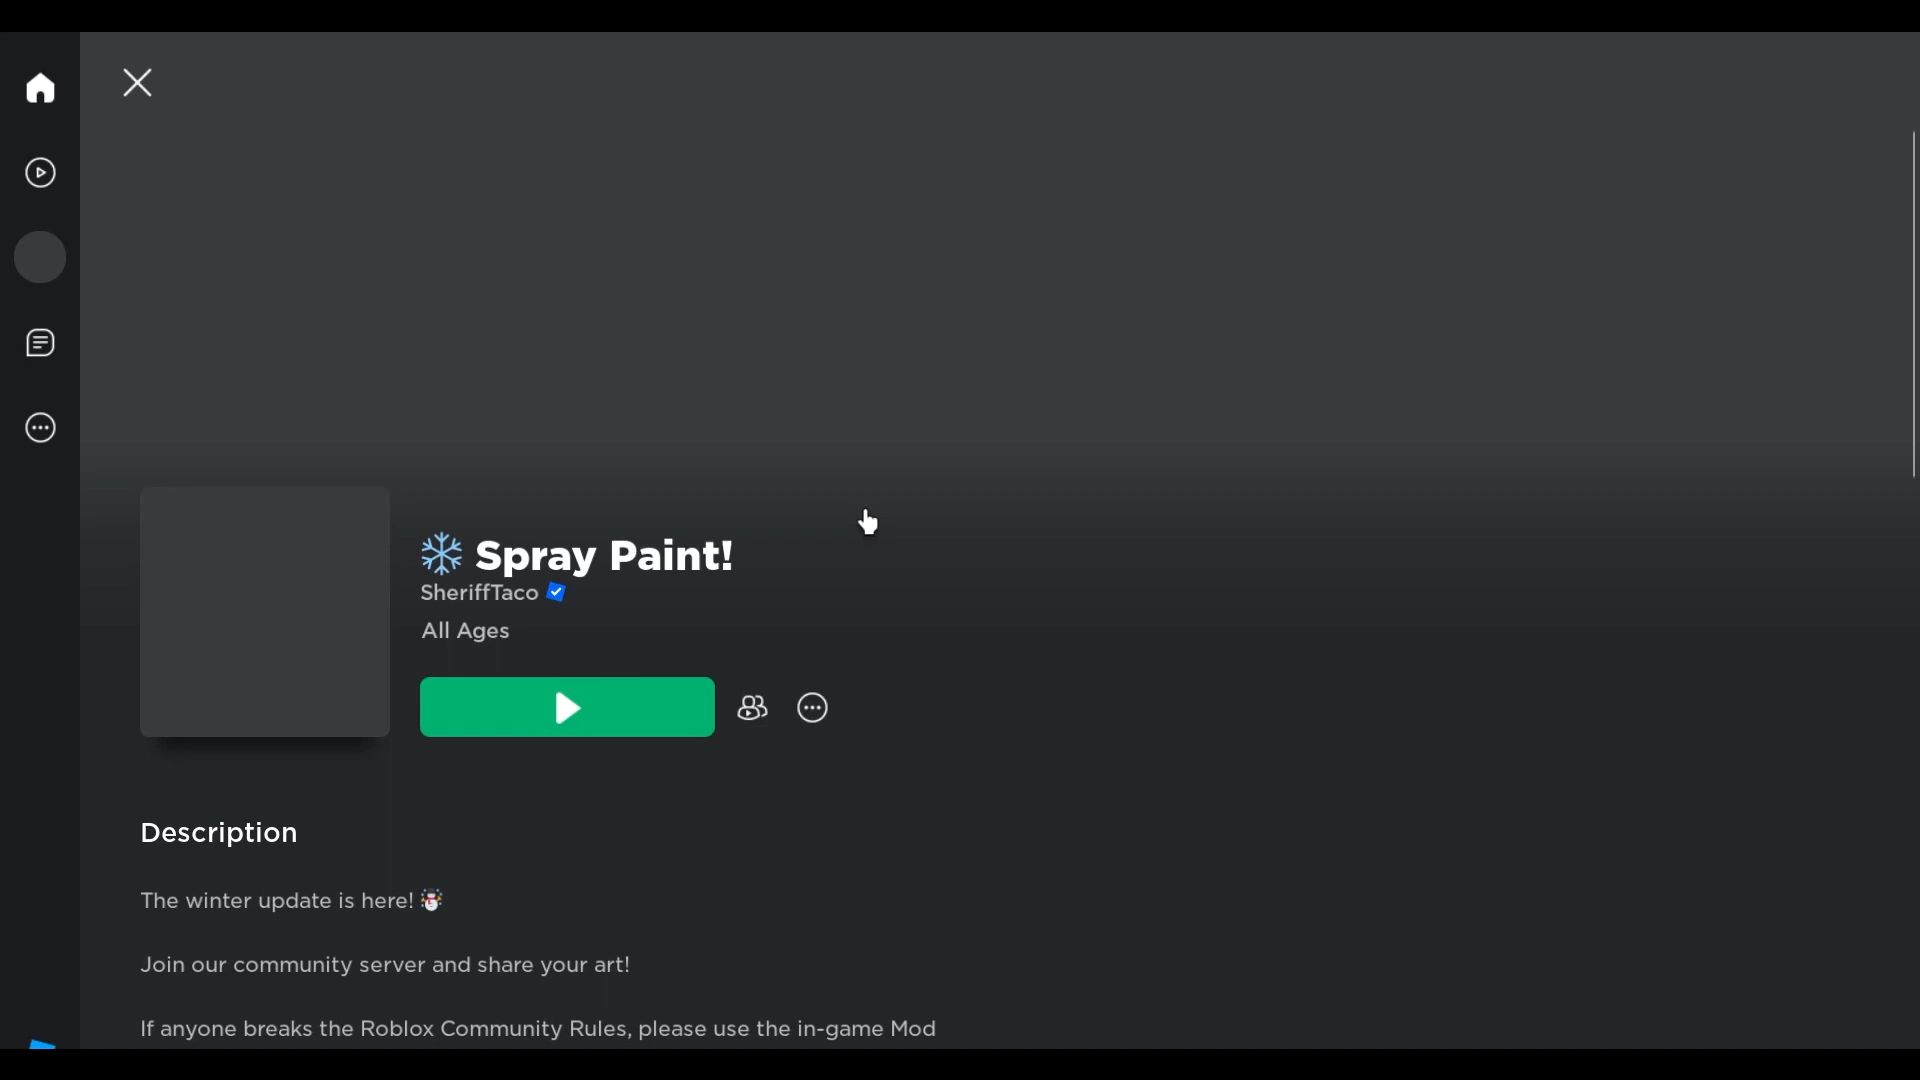 ❄️ Spray Paint!
SheriffTaco
All Ages
Description
The winter update is here! ☃️
Join our community server and share your art!
If anyone breaks the Roblox Community Rules, please use the in-game Mod